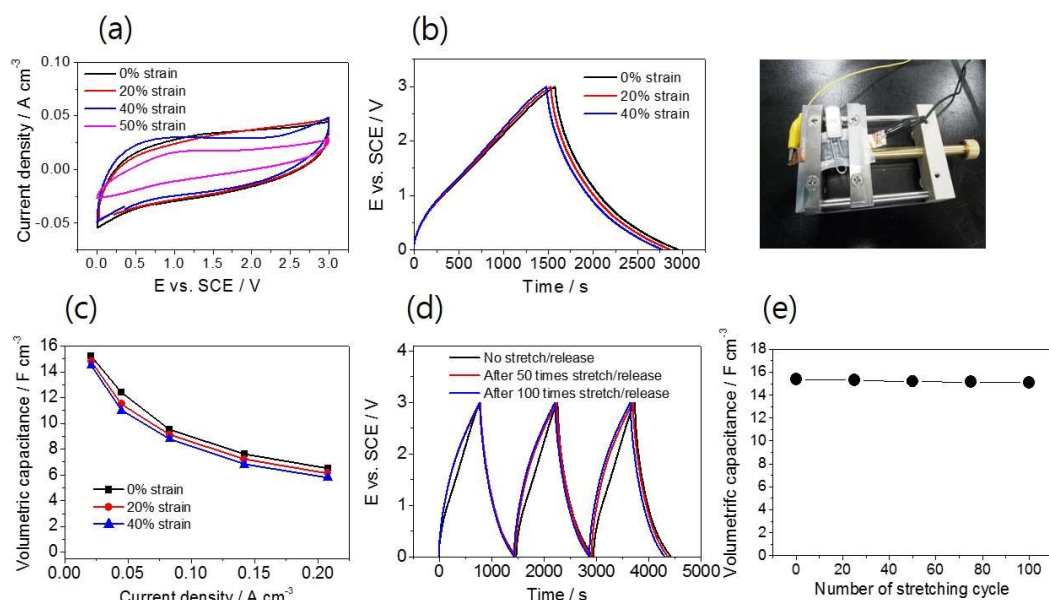 (a)
0% strain
20% strain
40% strain
50% strain
0.10
0.05
0.00
-0.05
Current density / A cm-3
0.0 0.5 1.0 1.5 2.0 2.5 3.0
E vs. SCE / V
(b)
0% strain
20% strain
40% strain
4
3
2
1
0
E vs. SCE / V
0 500 1000 1500 2000 2500 3000
Time / s
(c)
16
14
12
10
8
6
4
2
0
Volumetric capacitance / F cm-3
0% strain
20% strain
40% strain
0.00 0.05 0.10 0.15 0.20
Current density / A cm-3
(d)
No stretch/release
After 50 times stretch/release
After 100 times stretch/release
4
3
2
1
0
E vs. SCE / V
0 1000 2000 3000 4000 5000
Time / s
(e)
18
16
14
12
10
8
6
4
2
0
Volumetrifc capacitance / F cm-3
0 20 40 60 80 100
Number of stretching cycle